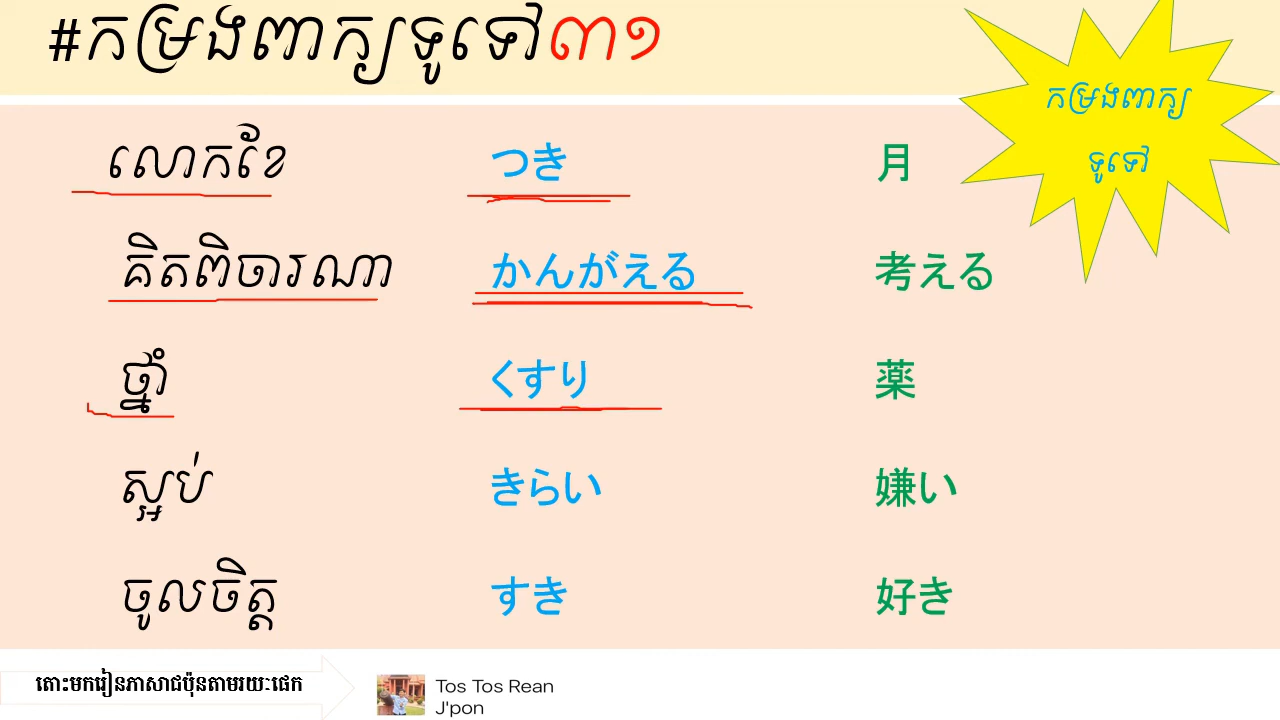 #កម្រងពាក្យទូទៅ៣១
កម្រងពាក្យ
ទូទៅ
លោកខែ つき 月
គិតពិចារណា かんがえる 考える
ថ្នាំ くすり 薬
ស្អប់ きらい 嫌い
ចូលចិត្ត すき 好き
តោះមករៀនភាសាជប៉ុនតាមរយៈផេក
Tos Tos Rean
J'pon